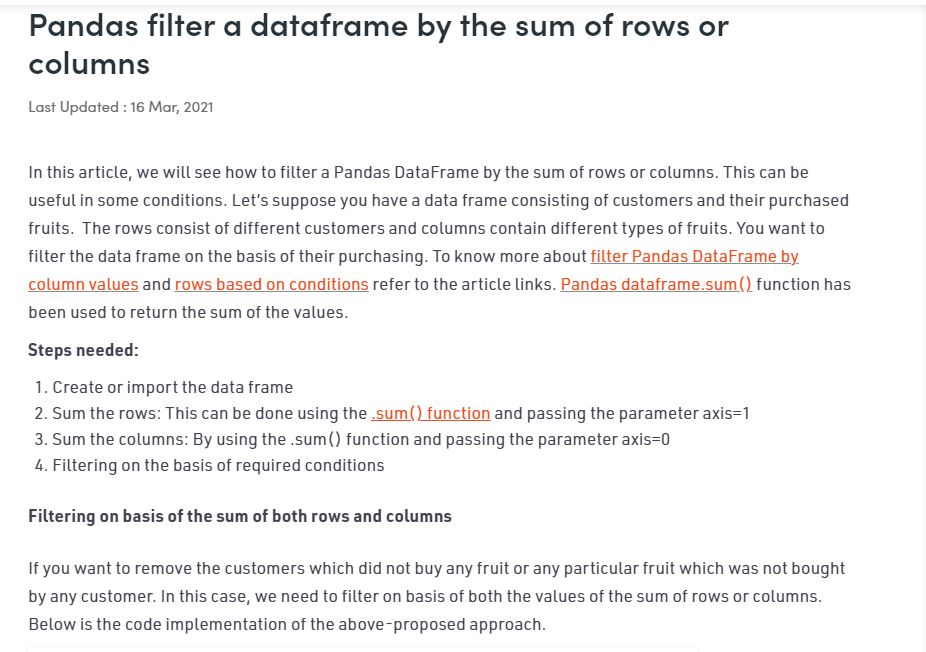 Pandas filter a dataframe by the sum of rows or
columns
Last Updated : 16 Mar, 2021
In this article, we will see how to filter a Pandas DataFrame by the sum of rows or columns. This can be
useful in some conditions. Let's suppose you have a data frame consisting of customers and their purchased
fruits.  The rows consist of different customers and columns contain different types of fruits. You want to
filter the data frame on the basis of their purchasing. To know more about filter Pandas DataFrame by
column values and rows based on conditions refer to the article links. Pandas dataframe.sum() function has
been used to return the sum of the values.
Steps needed:
1. Create or import the data frame
2. Sum the rows: This can be done using the .sum() function and passing the parameter axis=1
3. Sum the columns: By using the .sum() function and passing the parameter axis=0
4. Filtering on the basis of required conditions
Filtering on basis of the sum of both rows and columns
If you want to remove the customers which did not buy any fruit or any particular fruit which was not bought
by any customer. In this case, we need to filter on basis of both the values of the sum of rows or columns.
Below is the code implementation of the above-proposed approach.